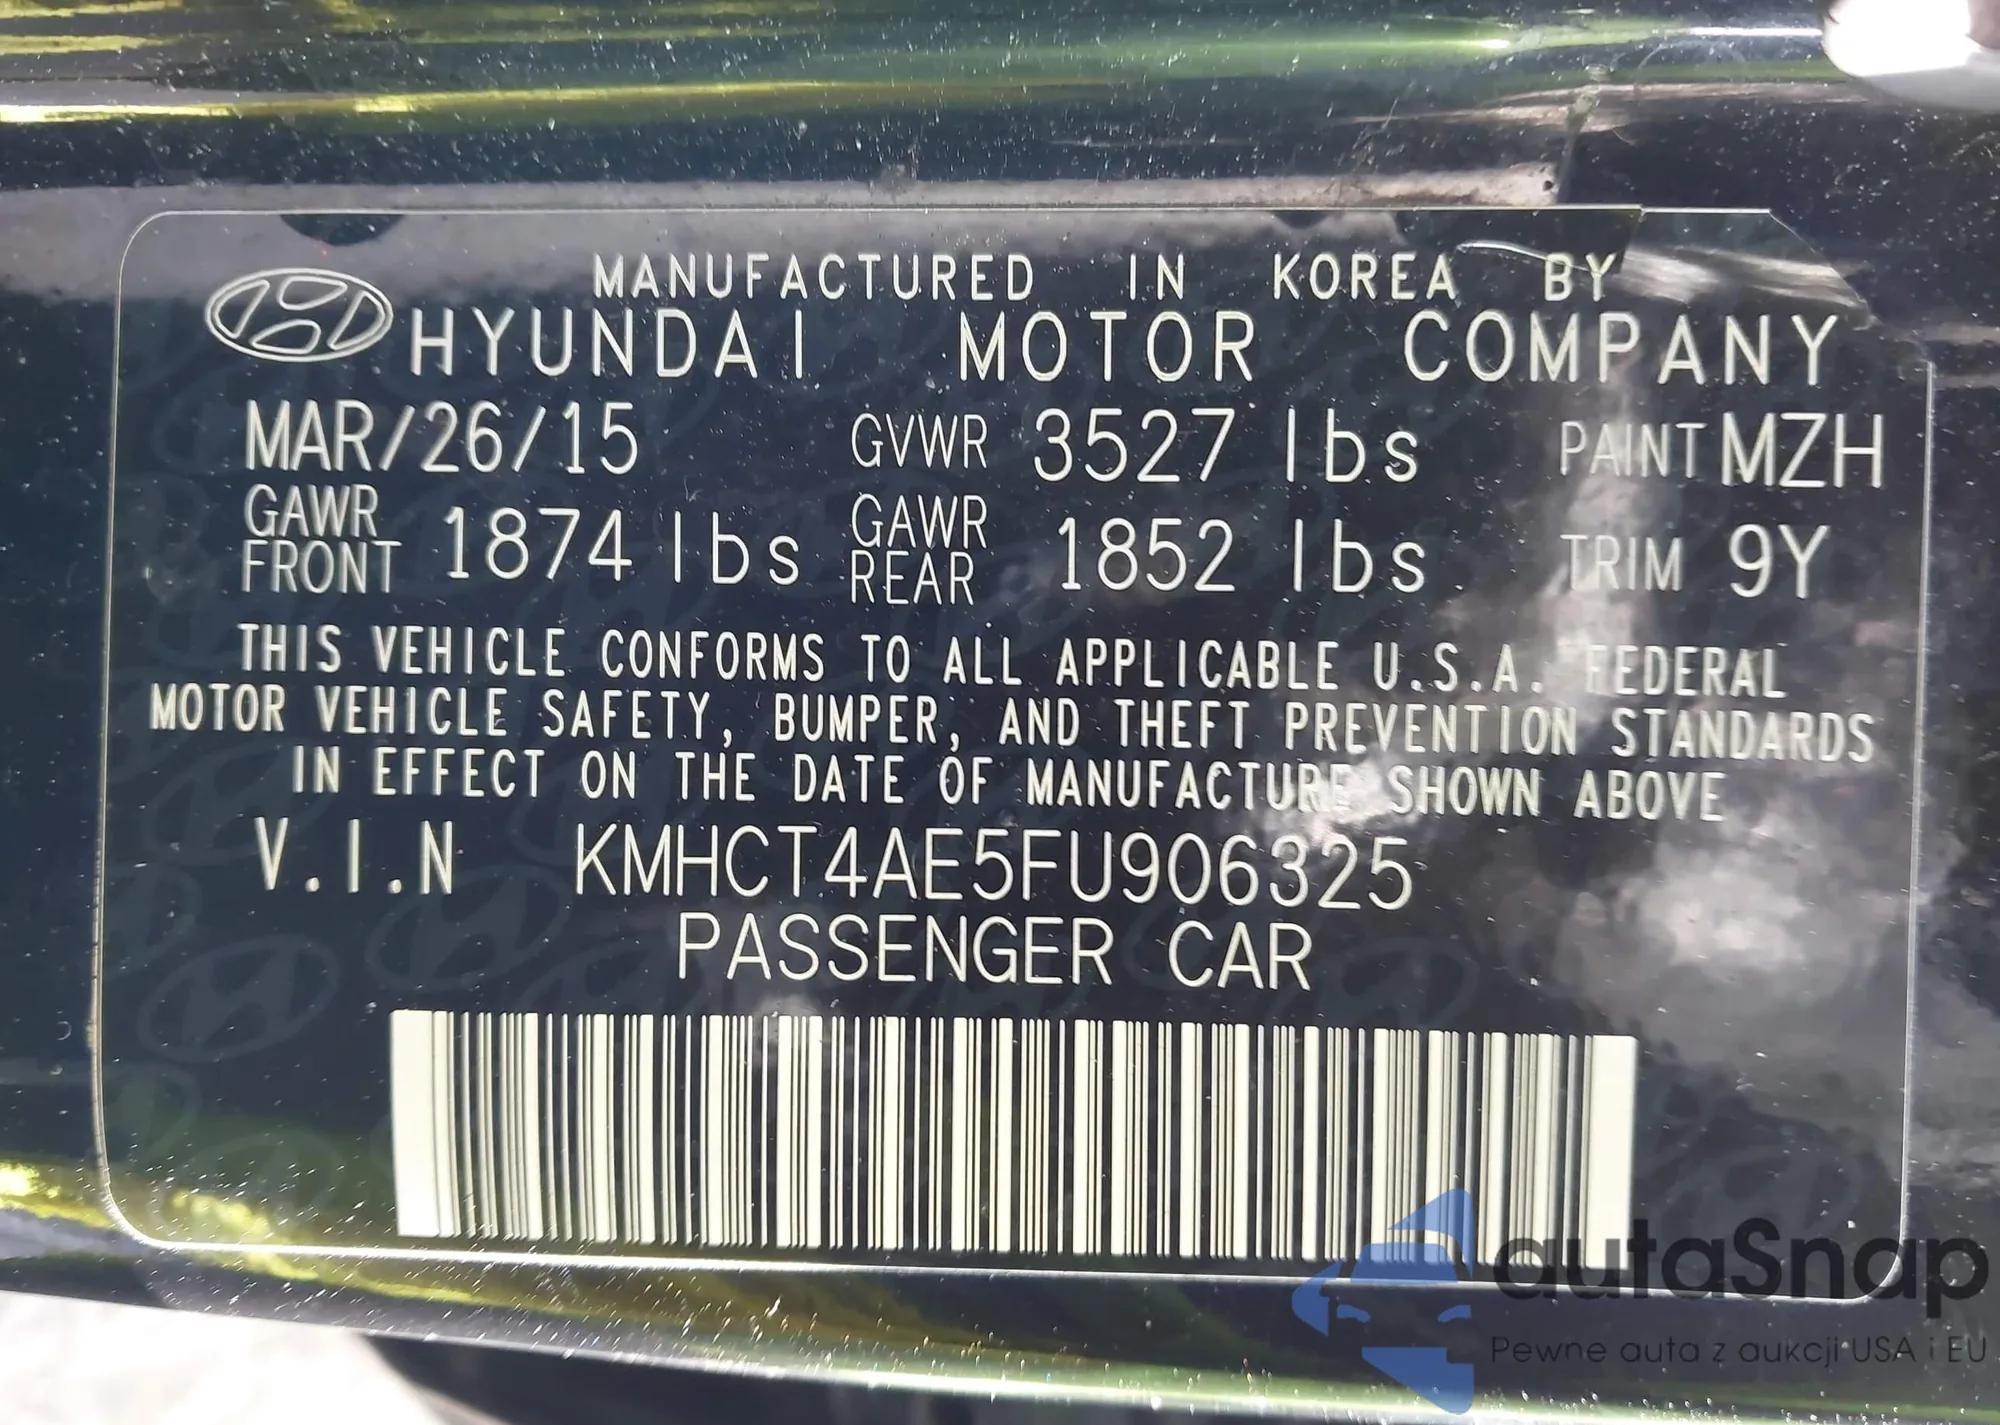 MANUFACTURED IN KOREA BY
HYUNDAI MOTOR COMPANY
MAR/26/15 GVWR 3527 lbs PAINT MZH
GAWR FRONT 1874 lbs GAWR REAR 1852 lbs TRIM 9Y
THIS VEHICLE CONFORMS TO ALL APPLICABLE U.S.A. FEDERAL
MOTOR VEHICLE SAFETY, BUMPER, AND THEFT PREVENTION STANDARDS
IN EFFECT ON THE DATE OF MANUFACTURE SHOWN ABOVE
V.I.N KMHCT4AE5FU906325
PASSENGER CAR
autaSnap
Pewne auta z aukcji USA i EU